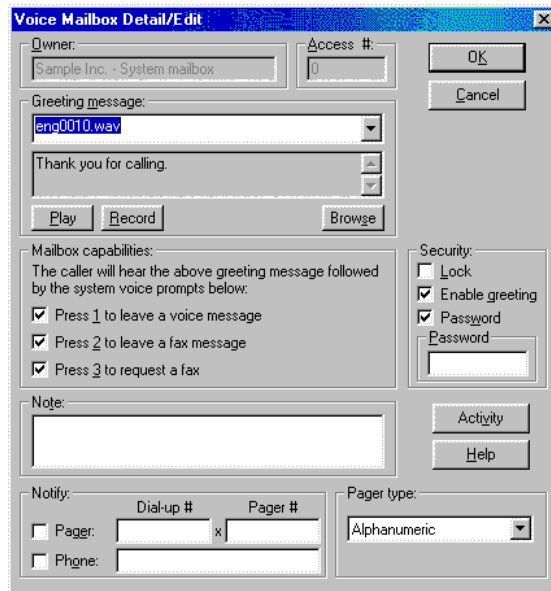 Voice Mailbox Detail/Edit
Owner:
Access #:
Sample Inc. - System mailbox
0
OK
Cancel
Greeting message:
eng0010.wav
Thank you for calling.
Play
Record
Browse
Mailbox capabilities:
The caller will hear the above greeting message followed
by the system voice prompts below:
Press 1 to leave a voice message
Press 2 to leave a fax message
Press 3 to request a fax
Security:
Lock
Enable greeting
Password
Password
Note:
Activity
Help
Notify:
Dial-up #
Pager #
Pager:
x
Phone:
Pager type:
Alphanumeric